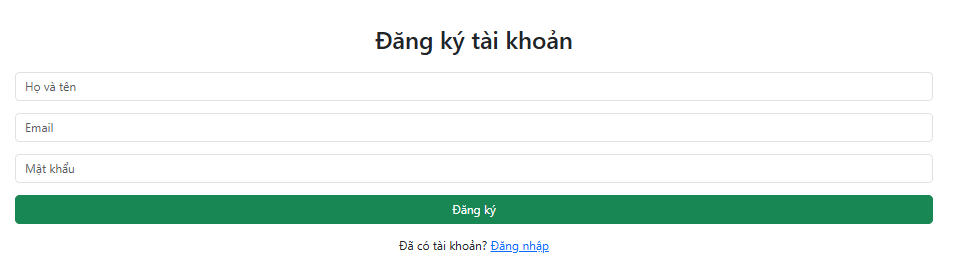 Đăng ký tài khoản
Họ và tên
Email
Mật khẩu
Đăng ký
Đã có tài khoản? Đăng nhập